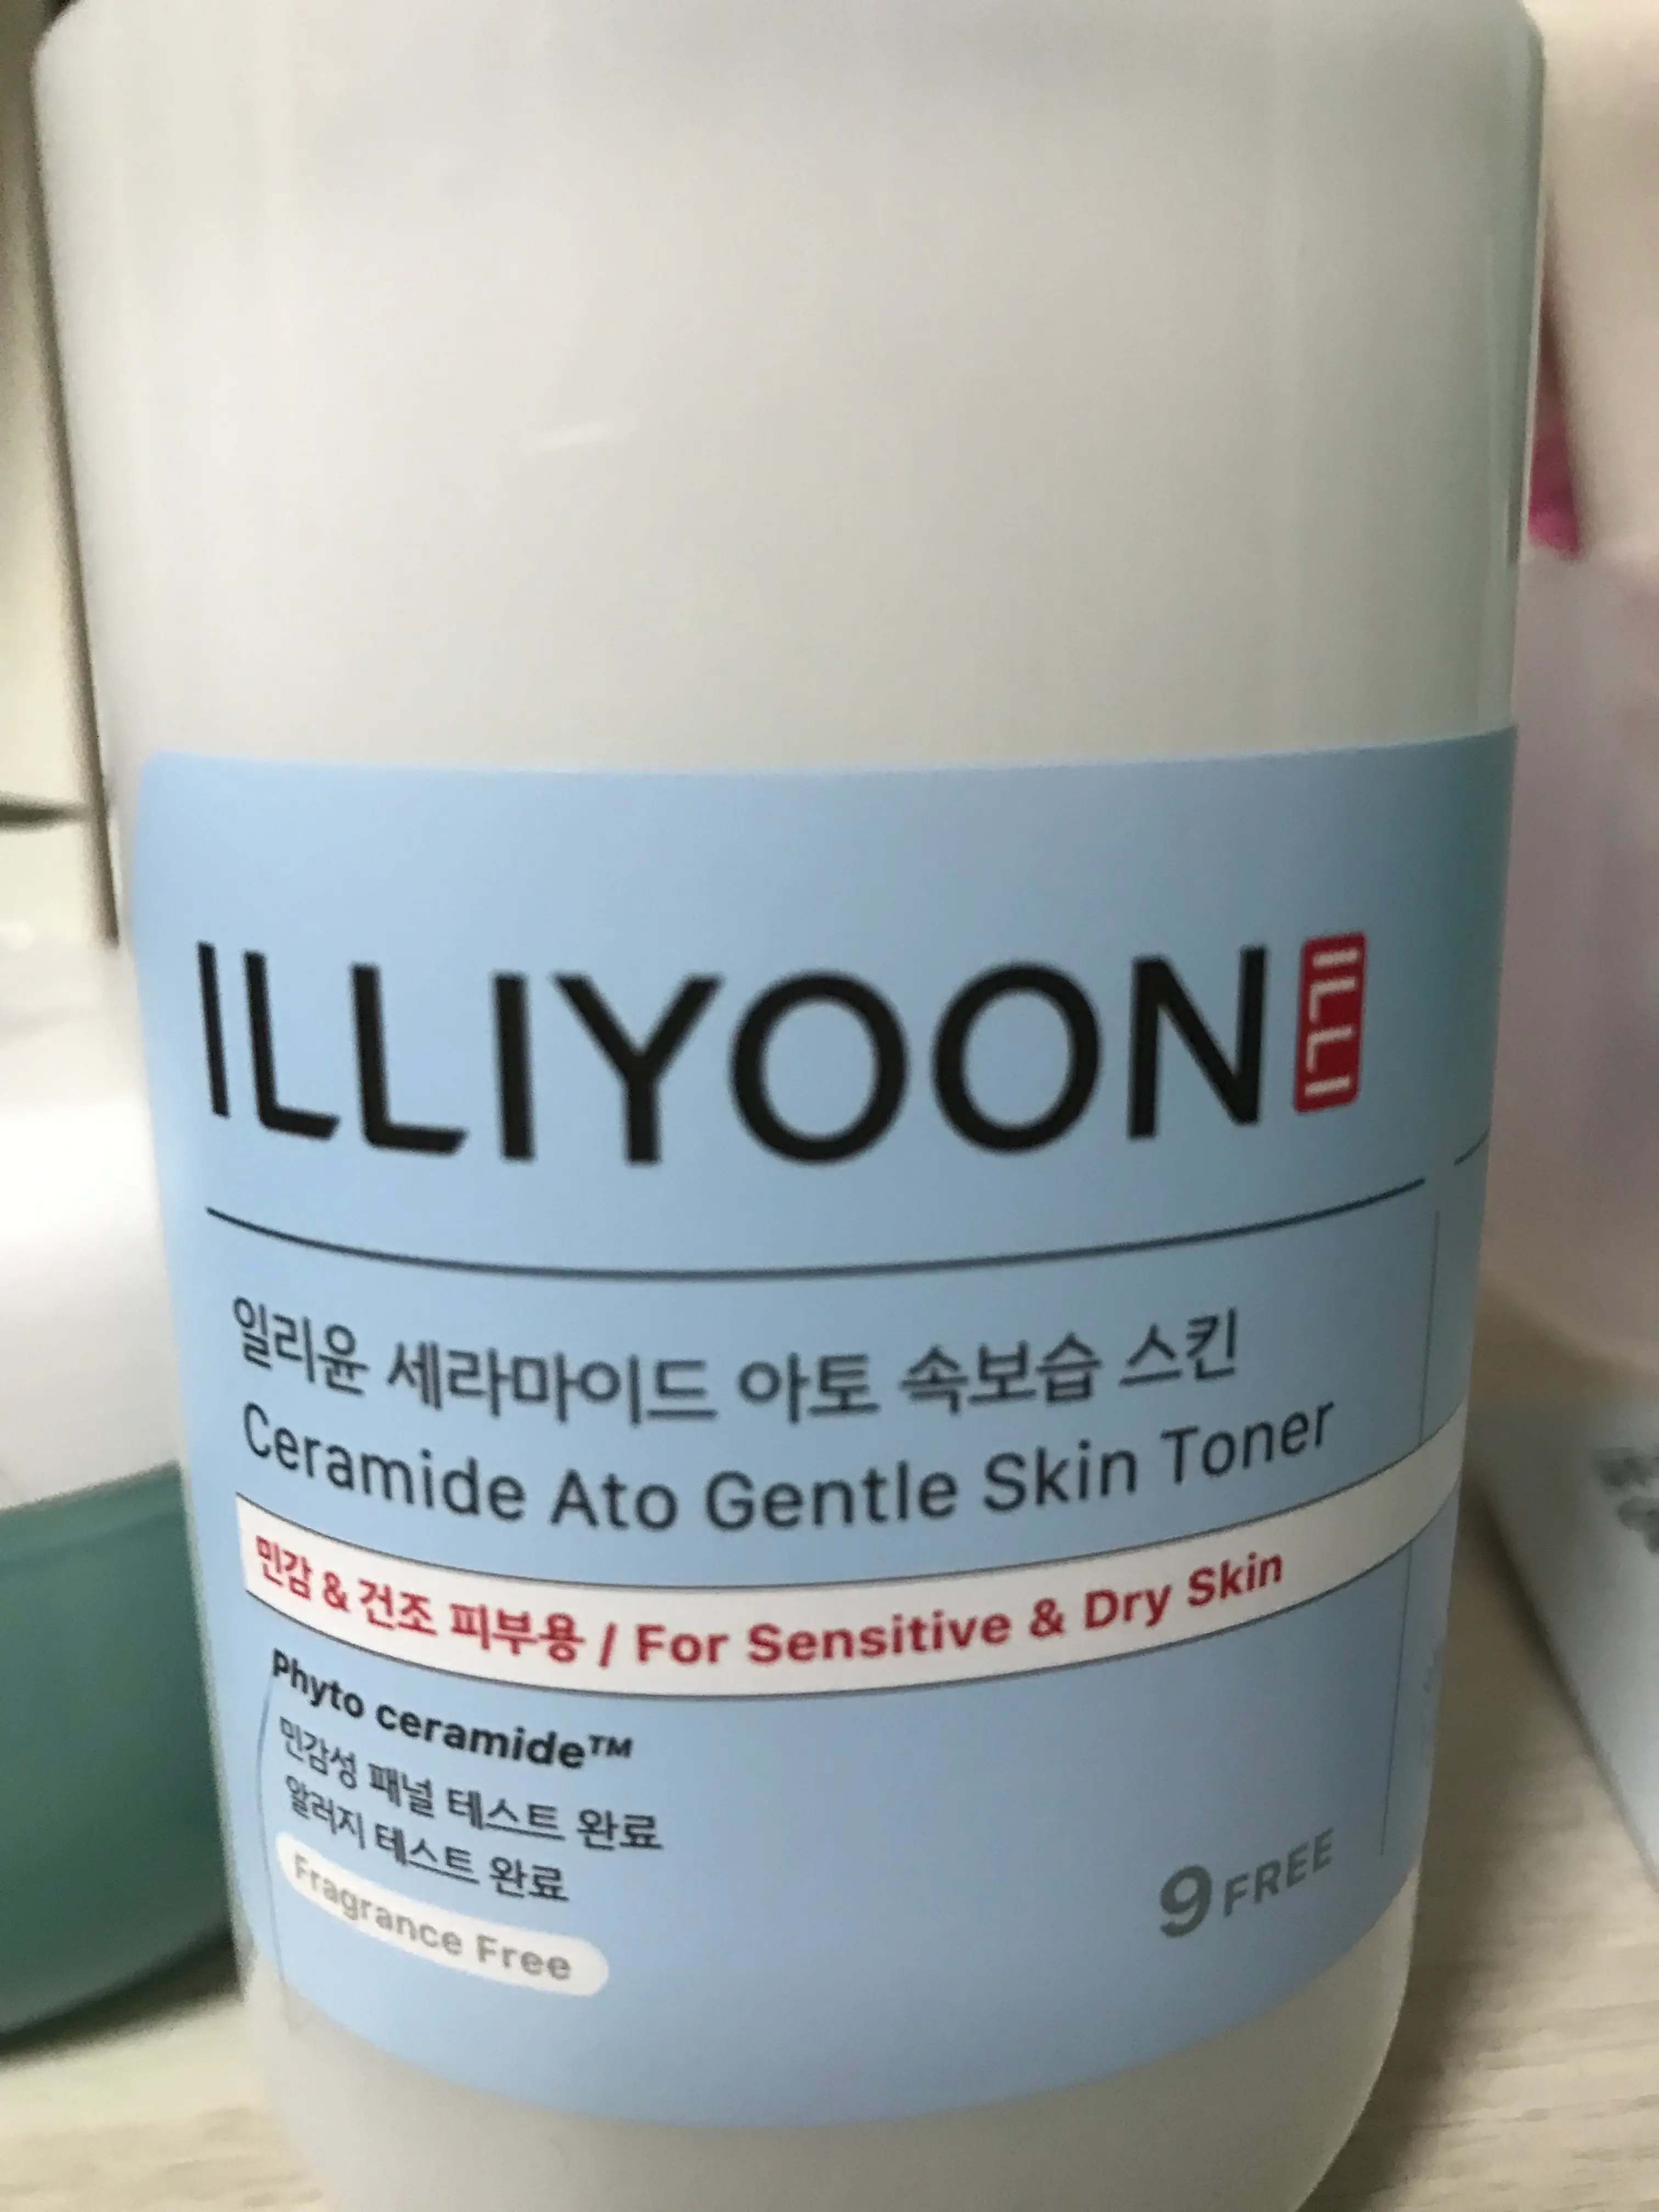 ILLIYOON ILLI
일리윤 세라마이드 아토 속보습 스킨
Ceramide Ato Gentle Skin Toner
민감 & 건조 피부용 / For Sensitive & Dry Skin
Phyto ceramide™
민감성 패널 테스트 완료
알러지 테스트 완료
Fragrance Free
9 FREE